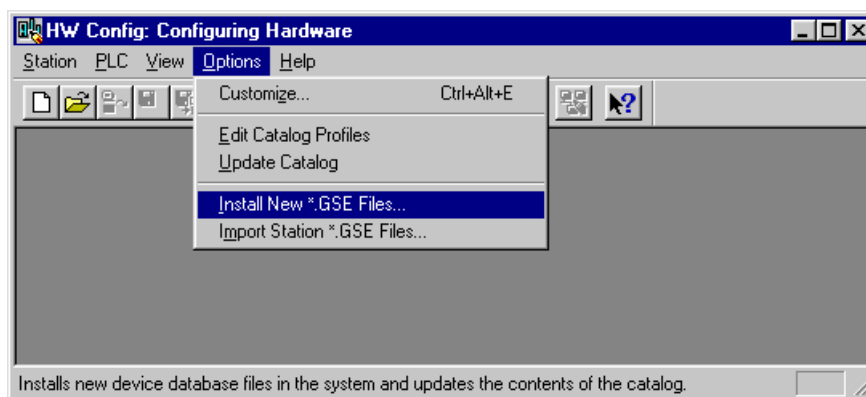 HW Config: Configuring Hardware
Station PLC View Options Help
Customize... Ctrl+Alt+E
Edit Catalog Profiles
Update Catalog
Install New *.GSE Files...
Import Station *.GSE Files...
Installs new device database files in the system and updates the contents of the catalog.